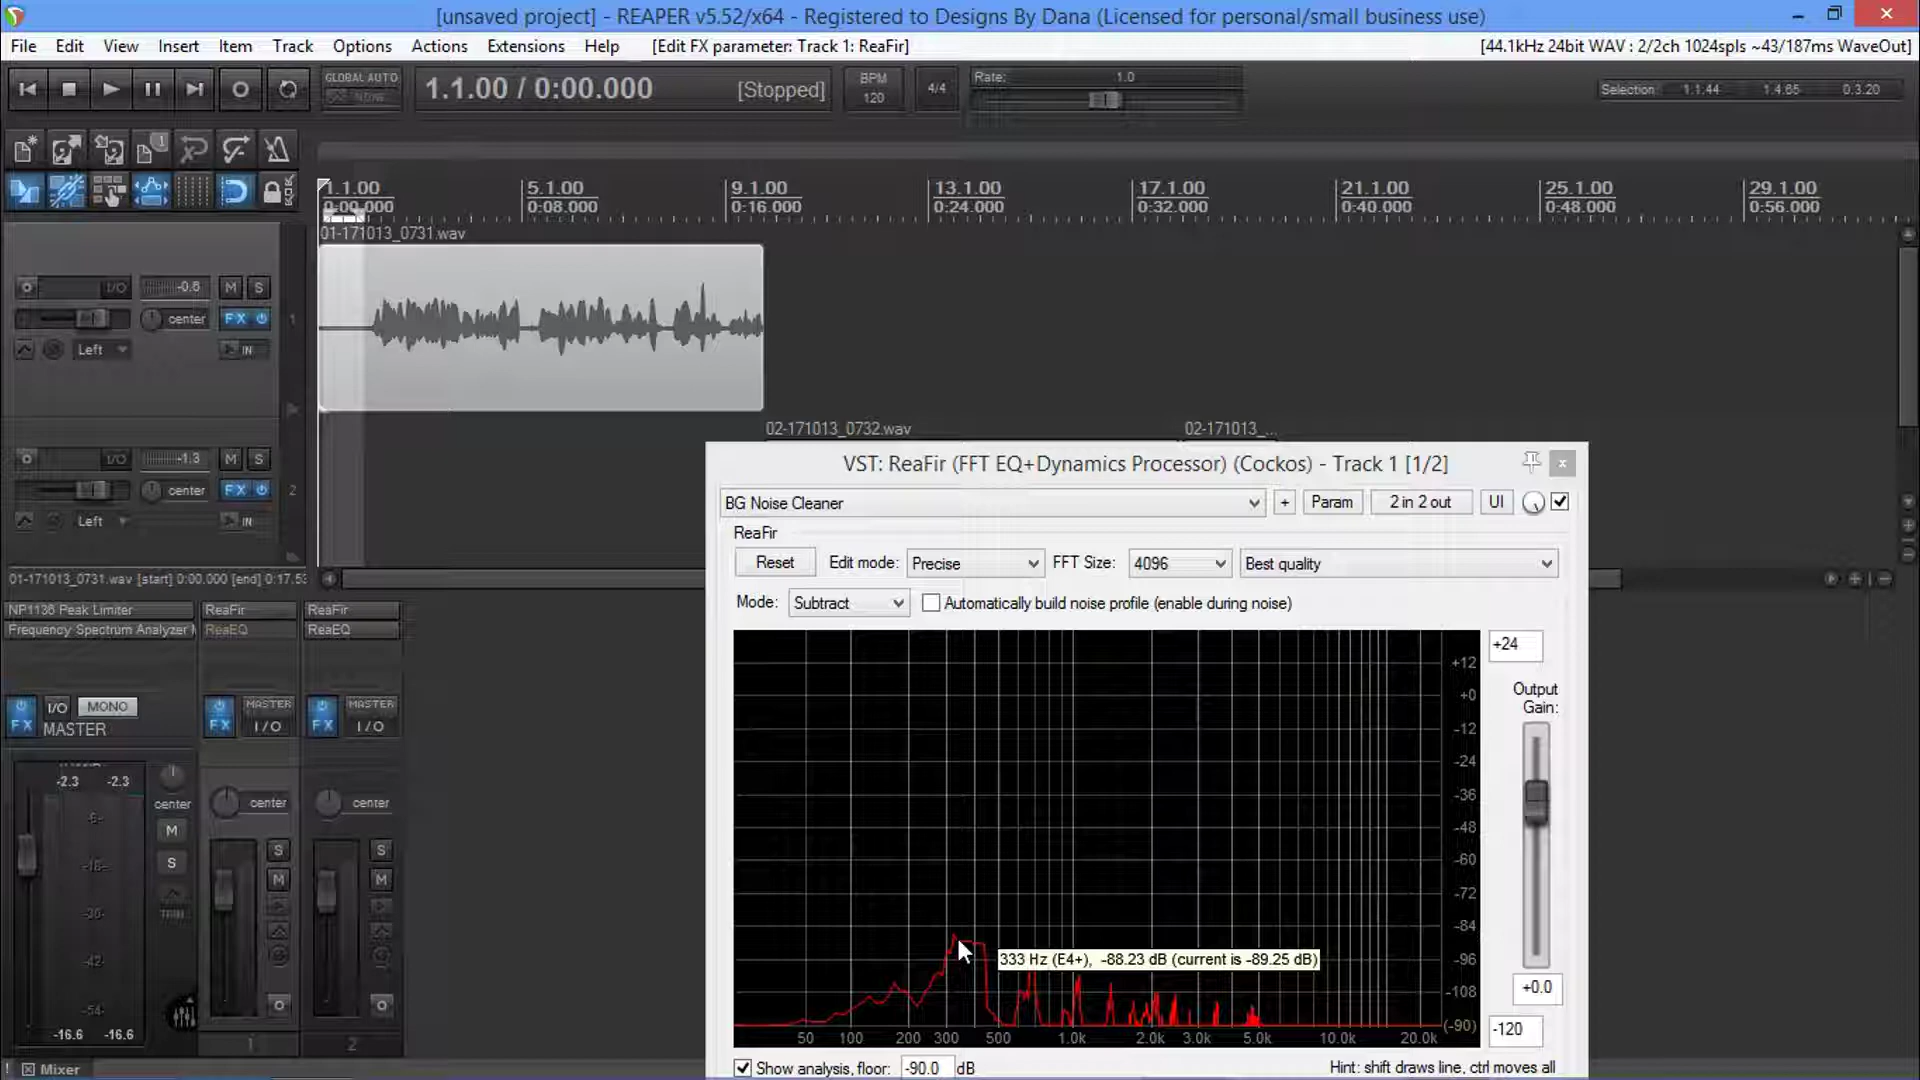 [unsaved project] - REAPER v5.52/x64 - Registered to Designs By Dana (Licensed for personal/small business use)
File Edit View Insert Item Track Options Actions Extensions Help [Edit FX parameter: Track 1: ReaFir] [44.1kHz 24bit WAV : 2/2ch 1024spls ~43/187ms WaveOut]
GLOBAL AUTO
NONE
1.1.00 / 0:00.000 [Stopped]
BPM
120
4/4
Rate: 1.0
Selection: 1.1.44 1.4.65 0.3.20
1.1.00 5.1.00 9.1.00 13.1.00 17.1.00 21.1.00 25.1.00 29.1.00
0:00.000 0:08.000 0:16.000 0:24.000 0:32.000 0:40.000 0:48.000 0:56.000
01-171013_0731.wav
I/O -0.6 M S
center FX 1
Left IN
02-171013_0732.wav 02-171013_...
I/O -1.3 M S
center FX 2
Left IN
01-171013_0731.wav [start] 0:00.000 [end] 0:17.53
VST: ReaFir (FFT EQ+Dynamics Processor) (Cockos) - Track 1 [1/2]
BG Noise Cleaner + Param 2 in 2 out UI
ReaFir
Reset Edit mode: Precise FFT Size: 4096 Best quality
Mode: Subtract Automatically build noise profile (enable during noise)
+24
Output
Gain:
+12
+0
-12
-24
-36
-48
-60
-72
-84
-96
-108
(-90)
333 Hz (E4+), -88.23 dB (current is -89.25 dB)
+0.0
-120
50 100 200 300 500 1.0k 2.0k 3.0k 5.0k 10.0k 20.0k
Show analysis, floor: -90.0 dB Hint: shift draws line, ctrl moves all
NP1136 Peak Limiter ReaFir ReaFir
Frequency Spectrum Analyzer ReaEQ ReaEQ
FX I/O MONO
MASTER
FX MASTER I/O
FX MASTER I/O
-2.3 -2.3
center center center
-6-
-18-
-30-
-42-
-54-
M
S
TRIM
S
M
S
M
-16.6 -16.6
1 2
! Mixer